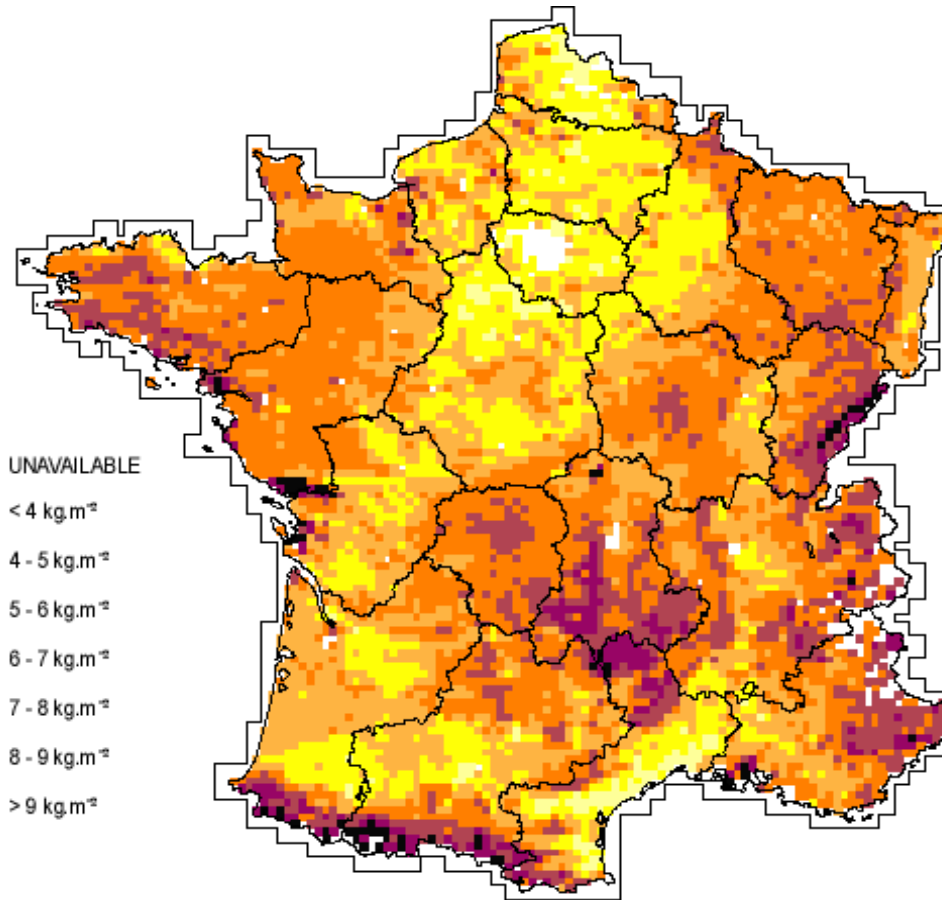 UNAVAILABLE
< 4 kg.m⁻²
4 - 5 kg.m⁻²
5 - 6 kg.m⁻²
6 - 7 kg.m⁻²
7 - 8 kg.m⁻²
8 - 9 kg.m⁻²
> 9 kg.m⁻²